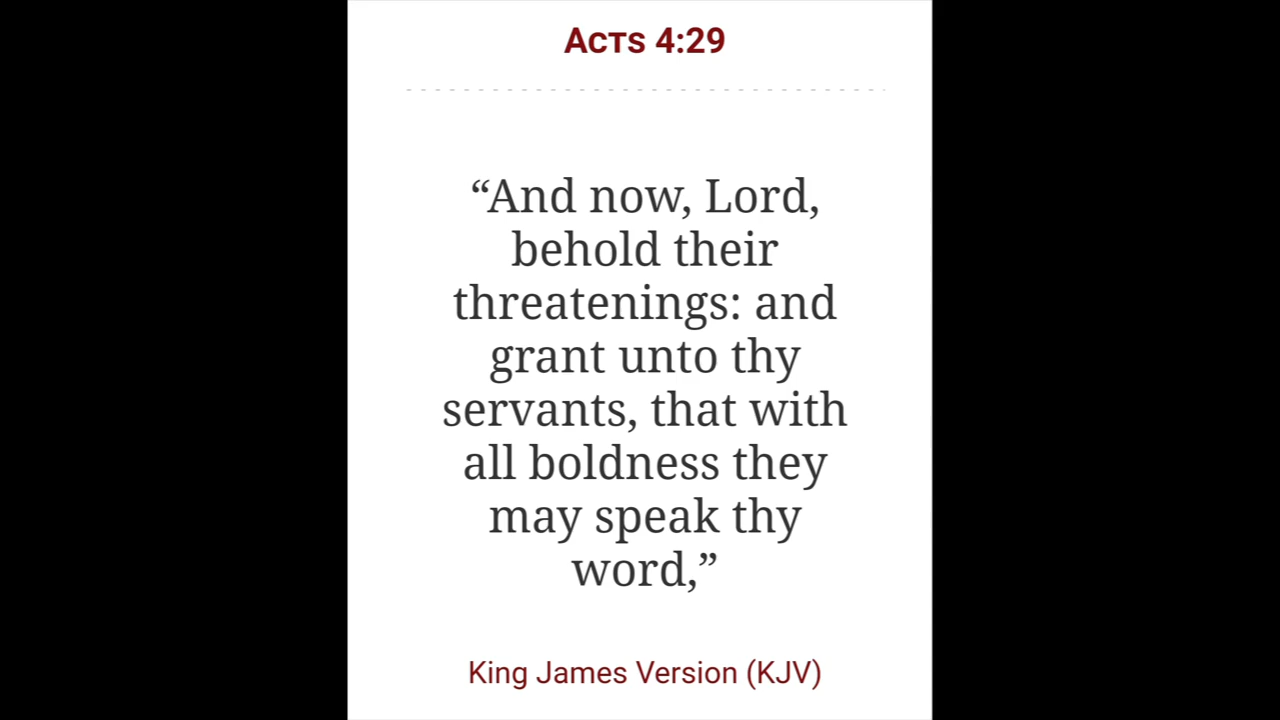 Acts 4:29
“And now, Lord,
behold their
threatenings: and
grant unto thy
servants, that with
all boldness they
may speak thy
word,”
King James Version (KJV)